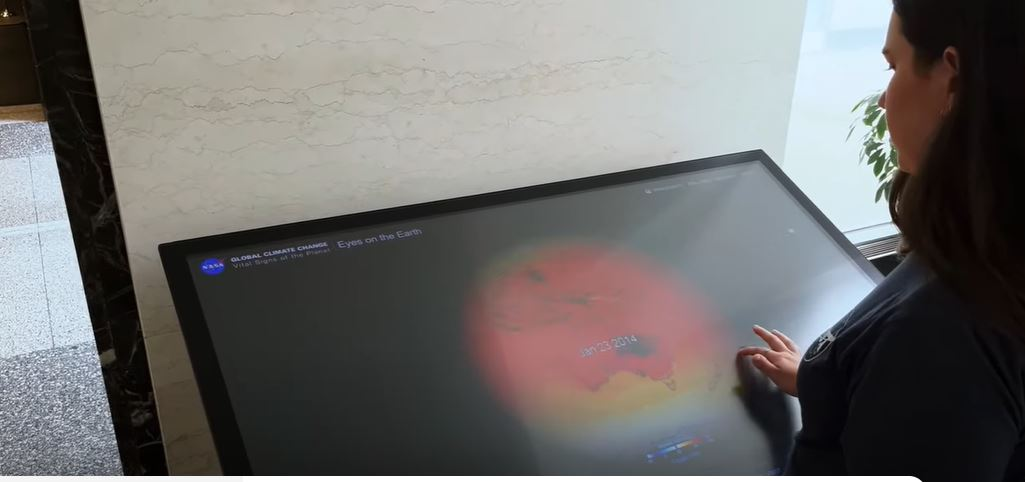 NASA
GLOBAL CLIMATE CHANGE
Vital Signs of the Planet
Eyes on the Earth
Jan 23 2014